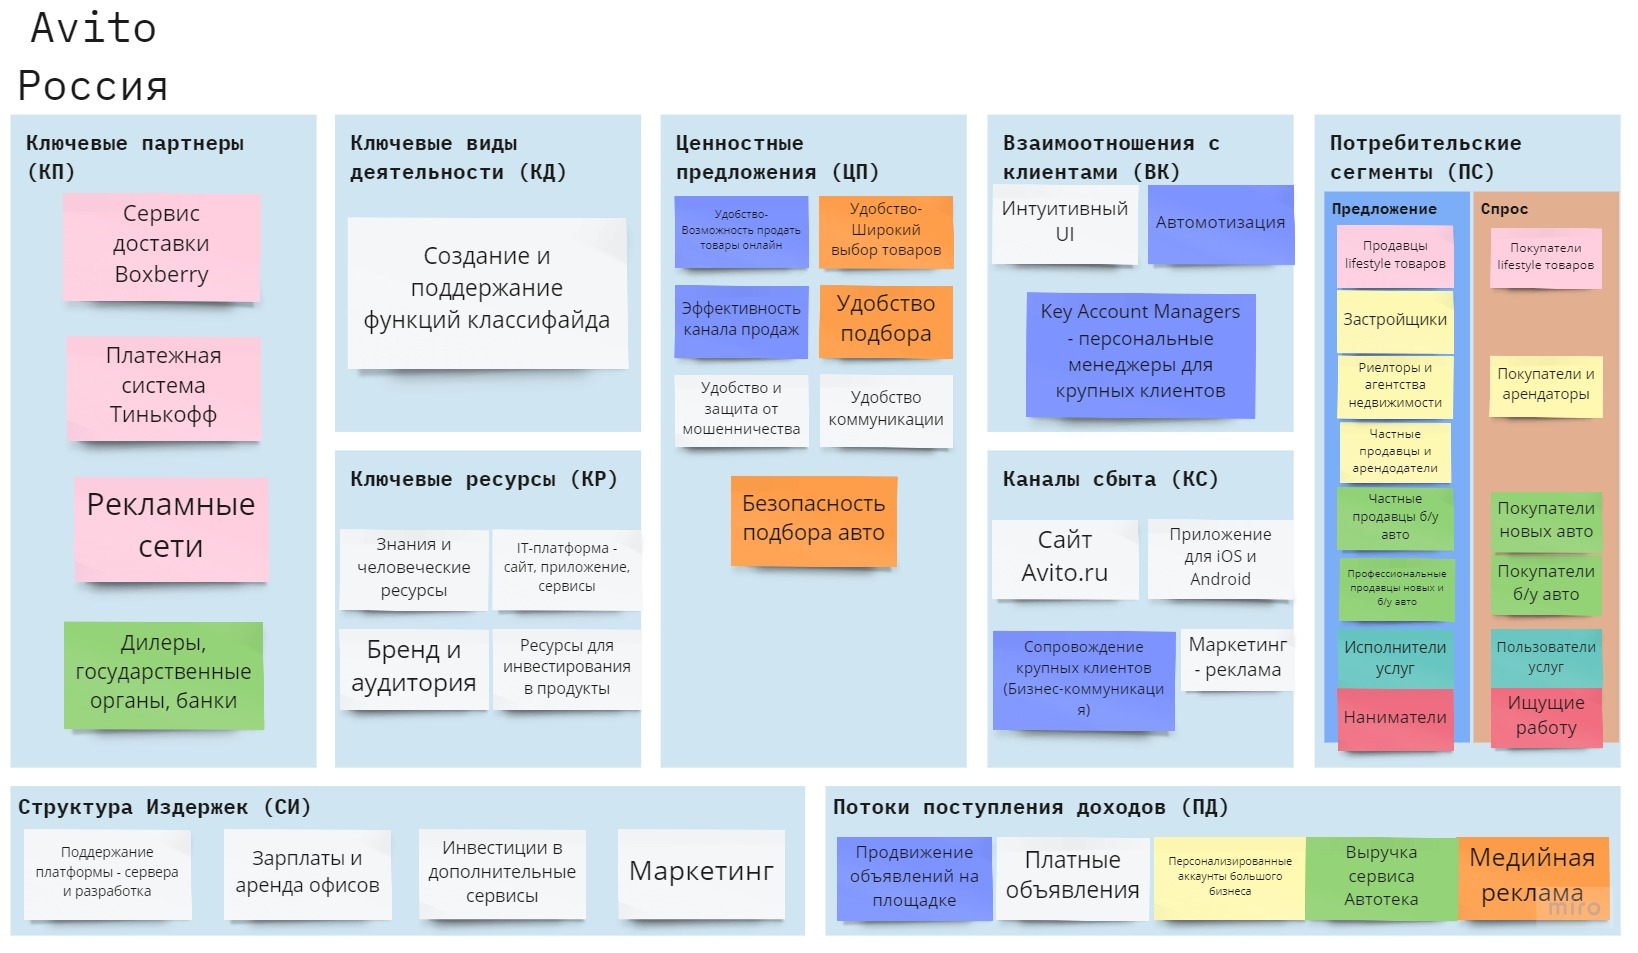 Avito
Россия
Ключевые партнеры
(КП)
Сервис
доставки
Boxberry
Платежная
система
Тинькофф
Рекламные
сети
Дилеры,
государственные
органы, банки
Ключевые виды
деятельности (КД)
Создание и
поддержание
функций классифайда
Ключевые ресурсы (КР)
Знания и
человеческие
ресурсы
IT-платформа -
сайт, приложение,
сервисы
Бренд и
аудитория
Ресурсы для
инвестирования
в продукты
Ценностные
предложения (ЦП)
Удобство-
Возможность продать
товары онлайн
Удобство-
Широкий
выбор товаров
Эффективность
канала продаж
Удобство
подбора
Удобство и
защита от
мошенничества
Удобство
коммуникации
Безопасность
подбора авто
Взаимоотношения с
клиентами (ВК)
Интуитивный
UI
Автомотизация
Key Account Managers
- персональные
менеджеры для
крупных клиентов
Каналы сбыта (КС)
Сайт
Avito.ru
Приложение
для iOS и
Android
Сопровождение
крупных клиентов
(Бизнес-коммуникаци
я)
Маркетинг
- реклама
Потребительские
сегменты (ПС)
Предложение
Продавцы
lifestyle товаров
Застройщики
Риелторы и
агентства
недвижимости
Частные
продавцы и
арендодатели
Частные
продавцы б/у
авто
Профессиональные
продавцы новых и
б/у авто
Исполнители
услуг
Наниматели
Спрос
Покупатели
lifestyle товаров
Покупатели и
арендаторы
Покупатели
новых авто
Покупатели
б/у авто
Пользователи
услуг
Ищущие
работу
Структура Издержек (СИ)
Поддержание
платформы - сервера
и разработка
Зарплаты и
аренда офисов
Инвестиции в
дополнительные
сервисы
Маркетинг
Потоки поступления доходов (ПД)
Продвижение
объявлений на
площадке
Платные
объявления
Персонализированные
аккаунты большого
бизнеса
Выручка
сервиса
Автотека
Медийная
реклама
miro